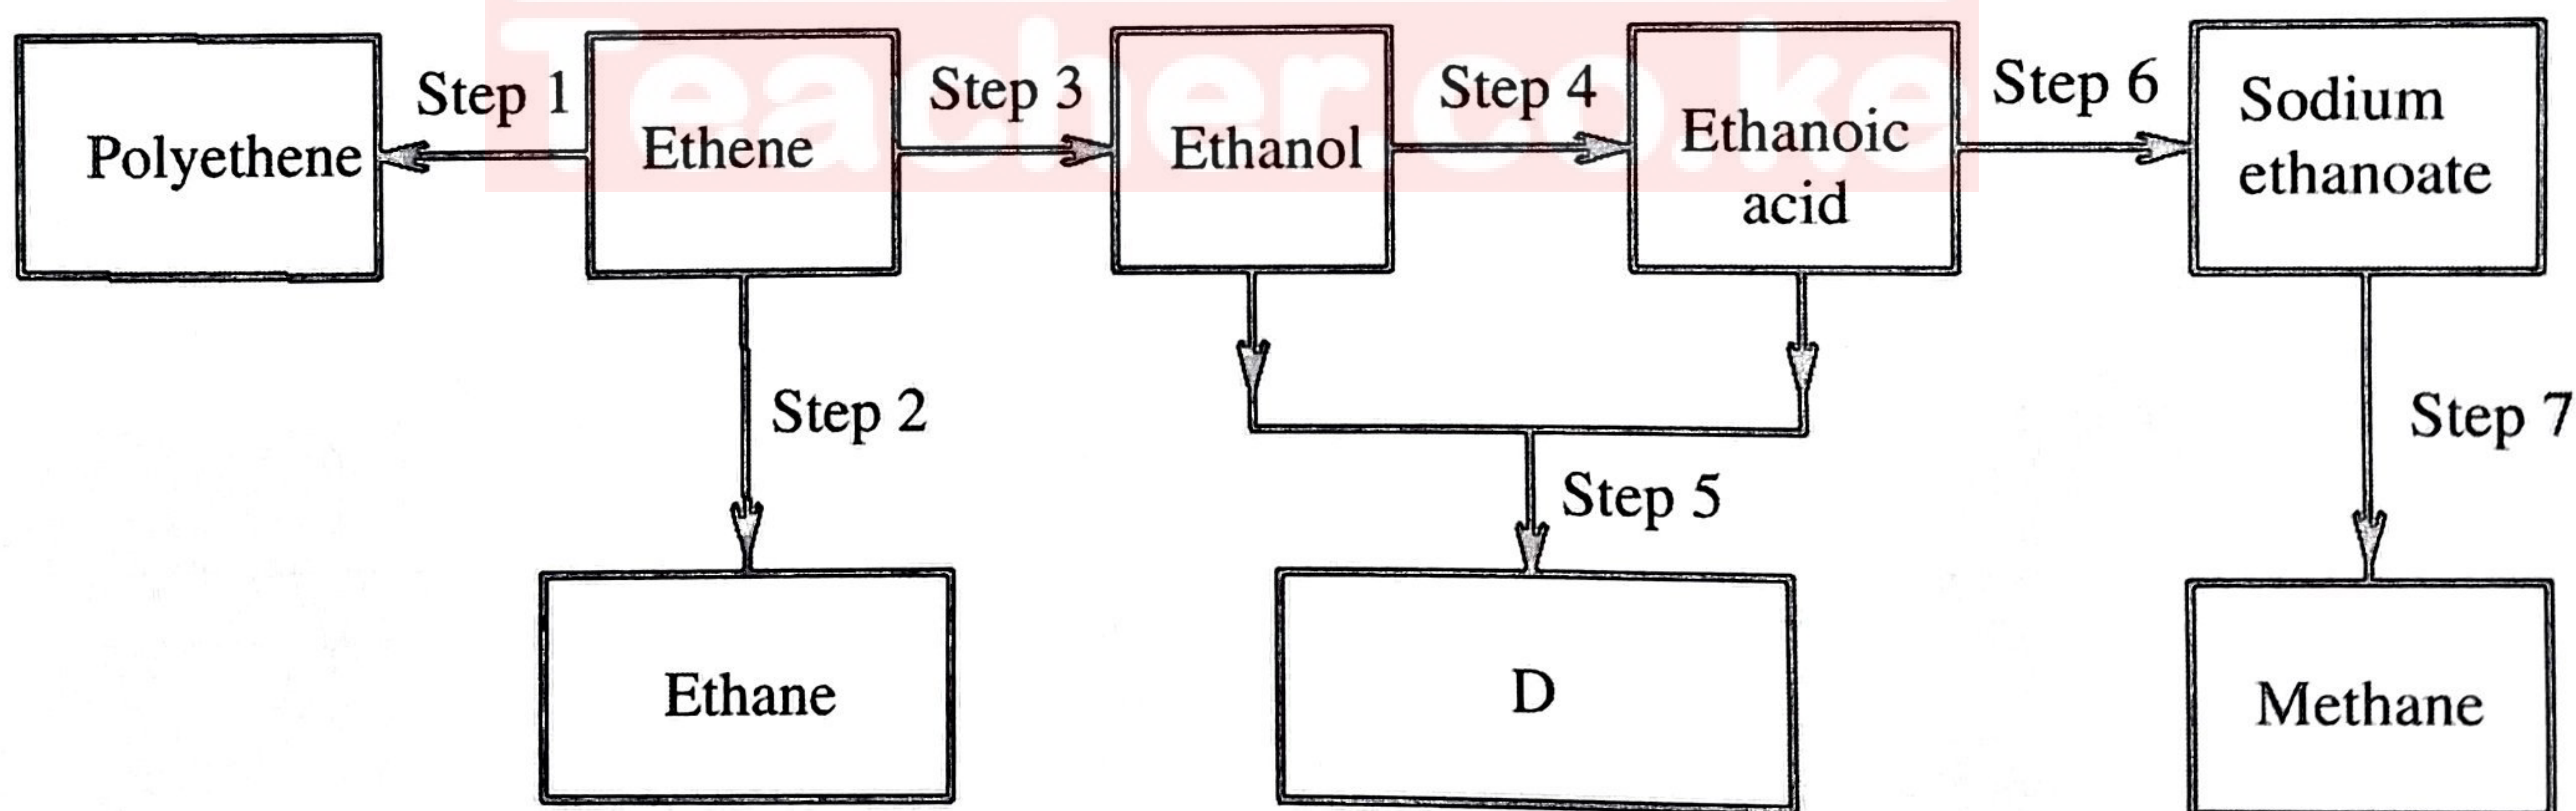 Teacher.co.ke
Polyethene
Step 1
Ethene
Step 3
Ethanol
Step 4
Ethanoic
acid
Step 6
Sodium
ethanoate
Step 2
Step 5
Step 7
Ethane
D
Methane